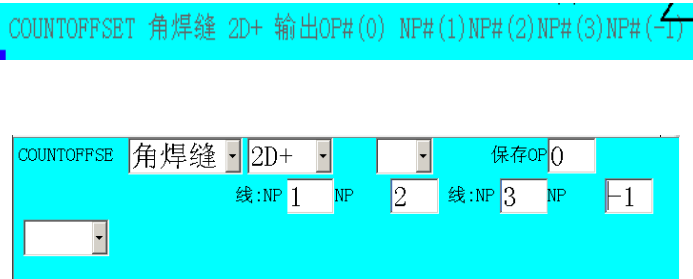 COUNTOFFSET 角焊缝 2D+ 输出OP#(0) NP#(1)NP#(2)NP#(3)NP#(-1)
COUNTOFFSE 角焊缝 2D+ 保存OP 0
线:NP 1 NP 2 线:NP 3 NP -1